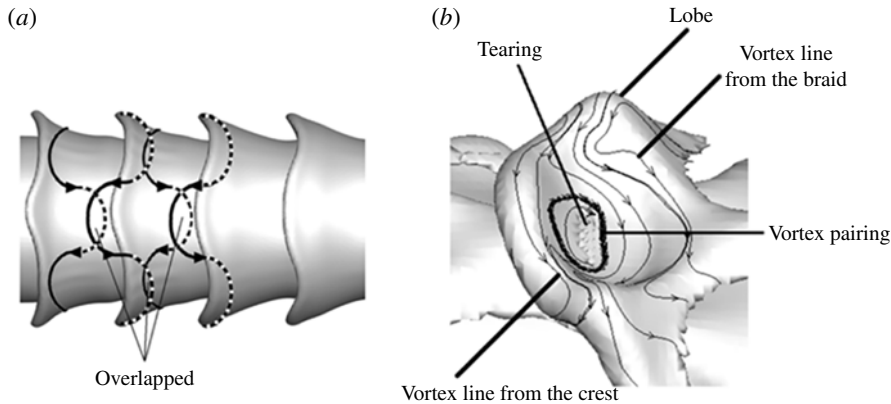 (a)
Overlapped
(b)
Lobe
Tearing
Vortex line
from the braid
Vortex pairing
Vortex line from the crest